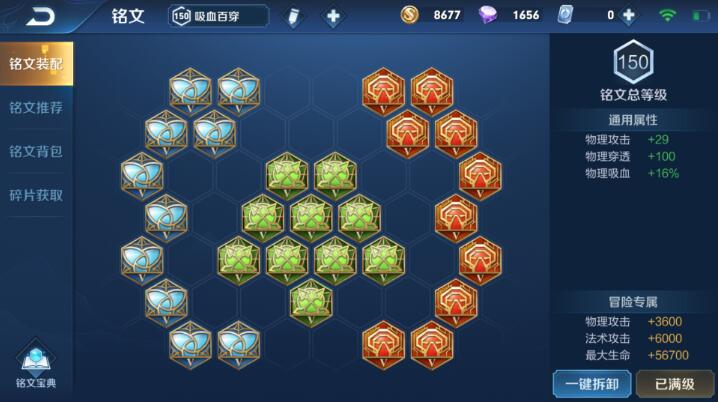 铭文
150 吸血百穿
8677
1656
0
铭文装配
铭文推荐
铭文背包
碎片获取
铭文宝典
150
铭文总等级
通用属性
物理攻击 +29
物理穿透 +100
物理吸血 +16%
冒险专属
物理攻击 +3600
法术攻击 +6000
最大生命 +56700
一键拆卸
已满级